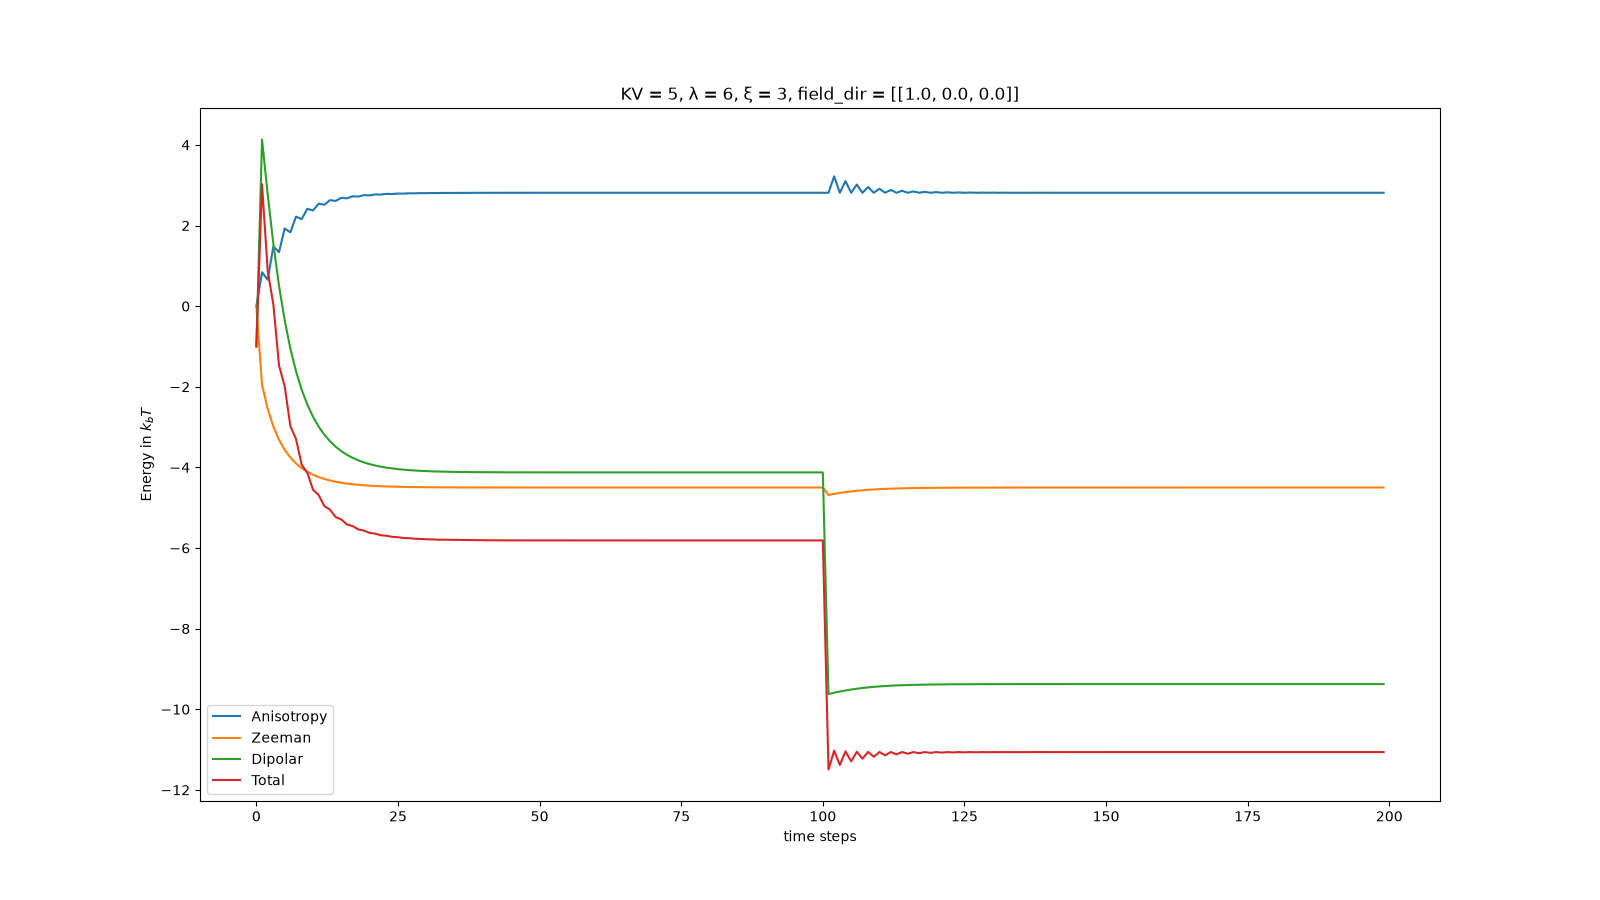 KV = 5, λ = 6, ξ = 3, field_dir = [[1.0, 0.0, 0.0]]
Energy in k_bT
4
2
0
−2
−4
−6
−8
−10
−12
Anisotropy
Zeeman
Dipolar
Total
0 25 50 75 100 125 150 175 200
time steps